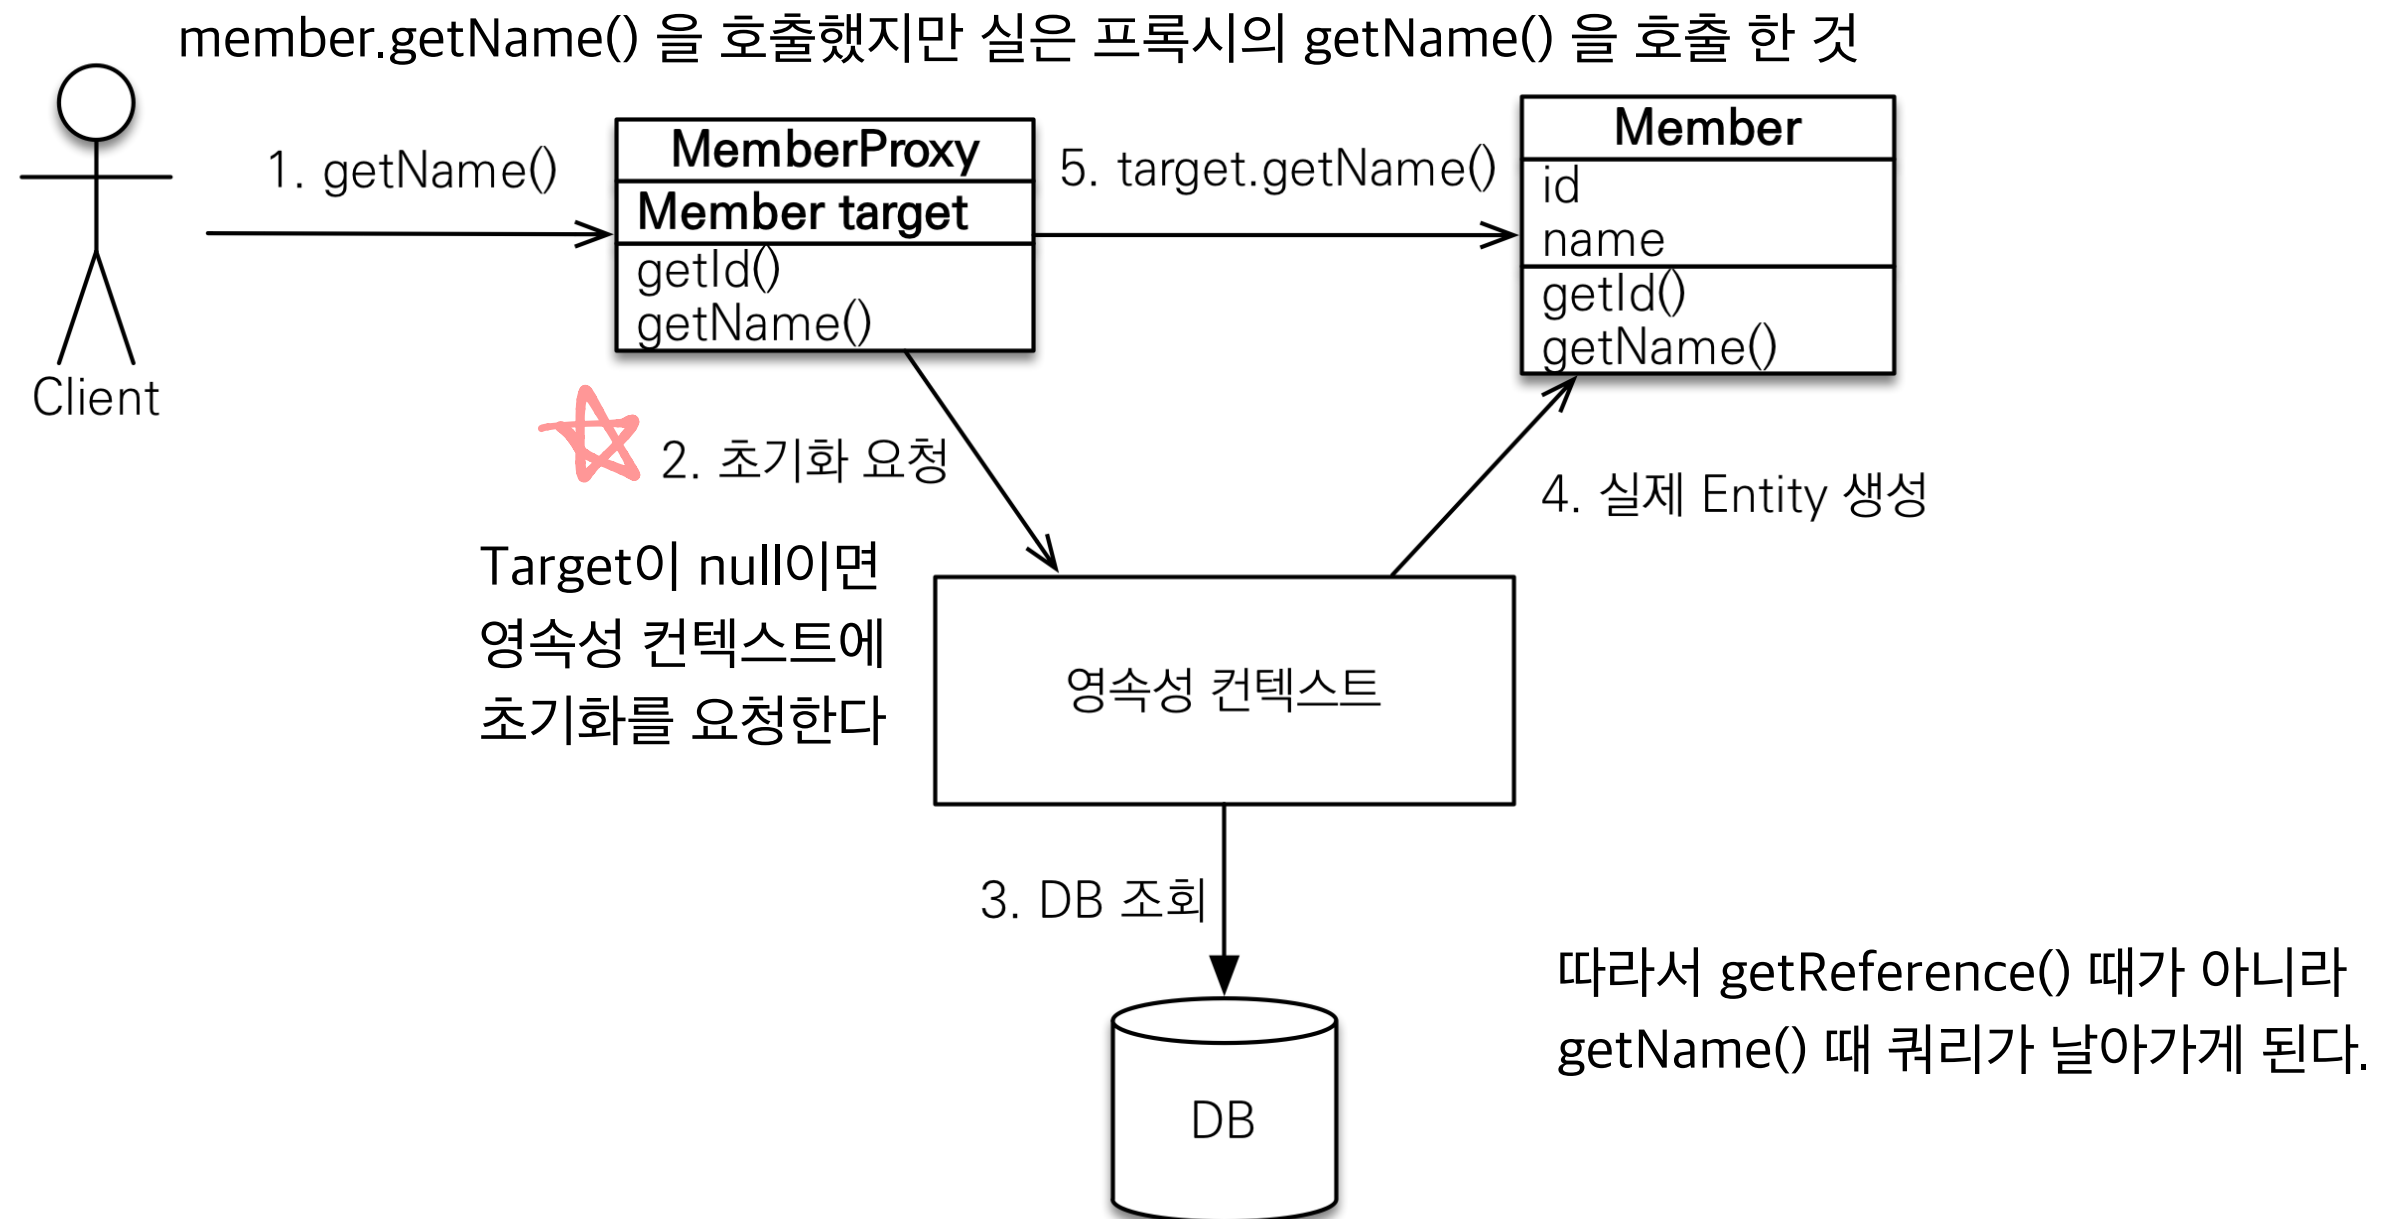 member.getName() 을 호출했지만 실은 프록시의 getName() 을 호출 한 것
Client
1. getName()
MemberProxy
Member target
getId()
getName()
5. target.getName()
Member
id
name
getId()
getName()
2. 초기화 요청
Target이 null이면
영속성 컨텍스트에
초기화를 요청한다
4. 실제 Entity 생성
영속성 컨텍스트
3. DB 조회
DB
따라서 getReference() 때가 아니라
getName() 때 쿼리가 날아가게 된다.